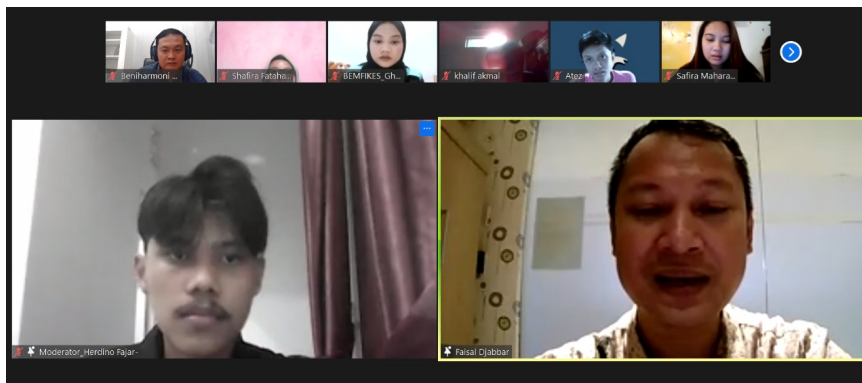 Beniharmoni ...
Shafira Fataha...
BEMFIKES_Gh...
khalif akmal
Atez
Safira Mahara...
Moderator_Herdino Fajar-
Faisal Djabbar